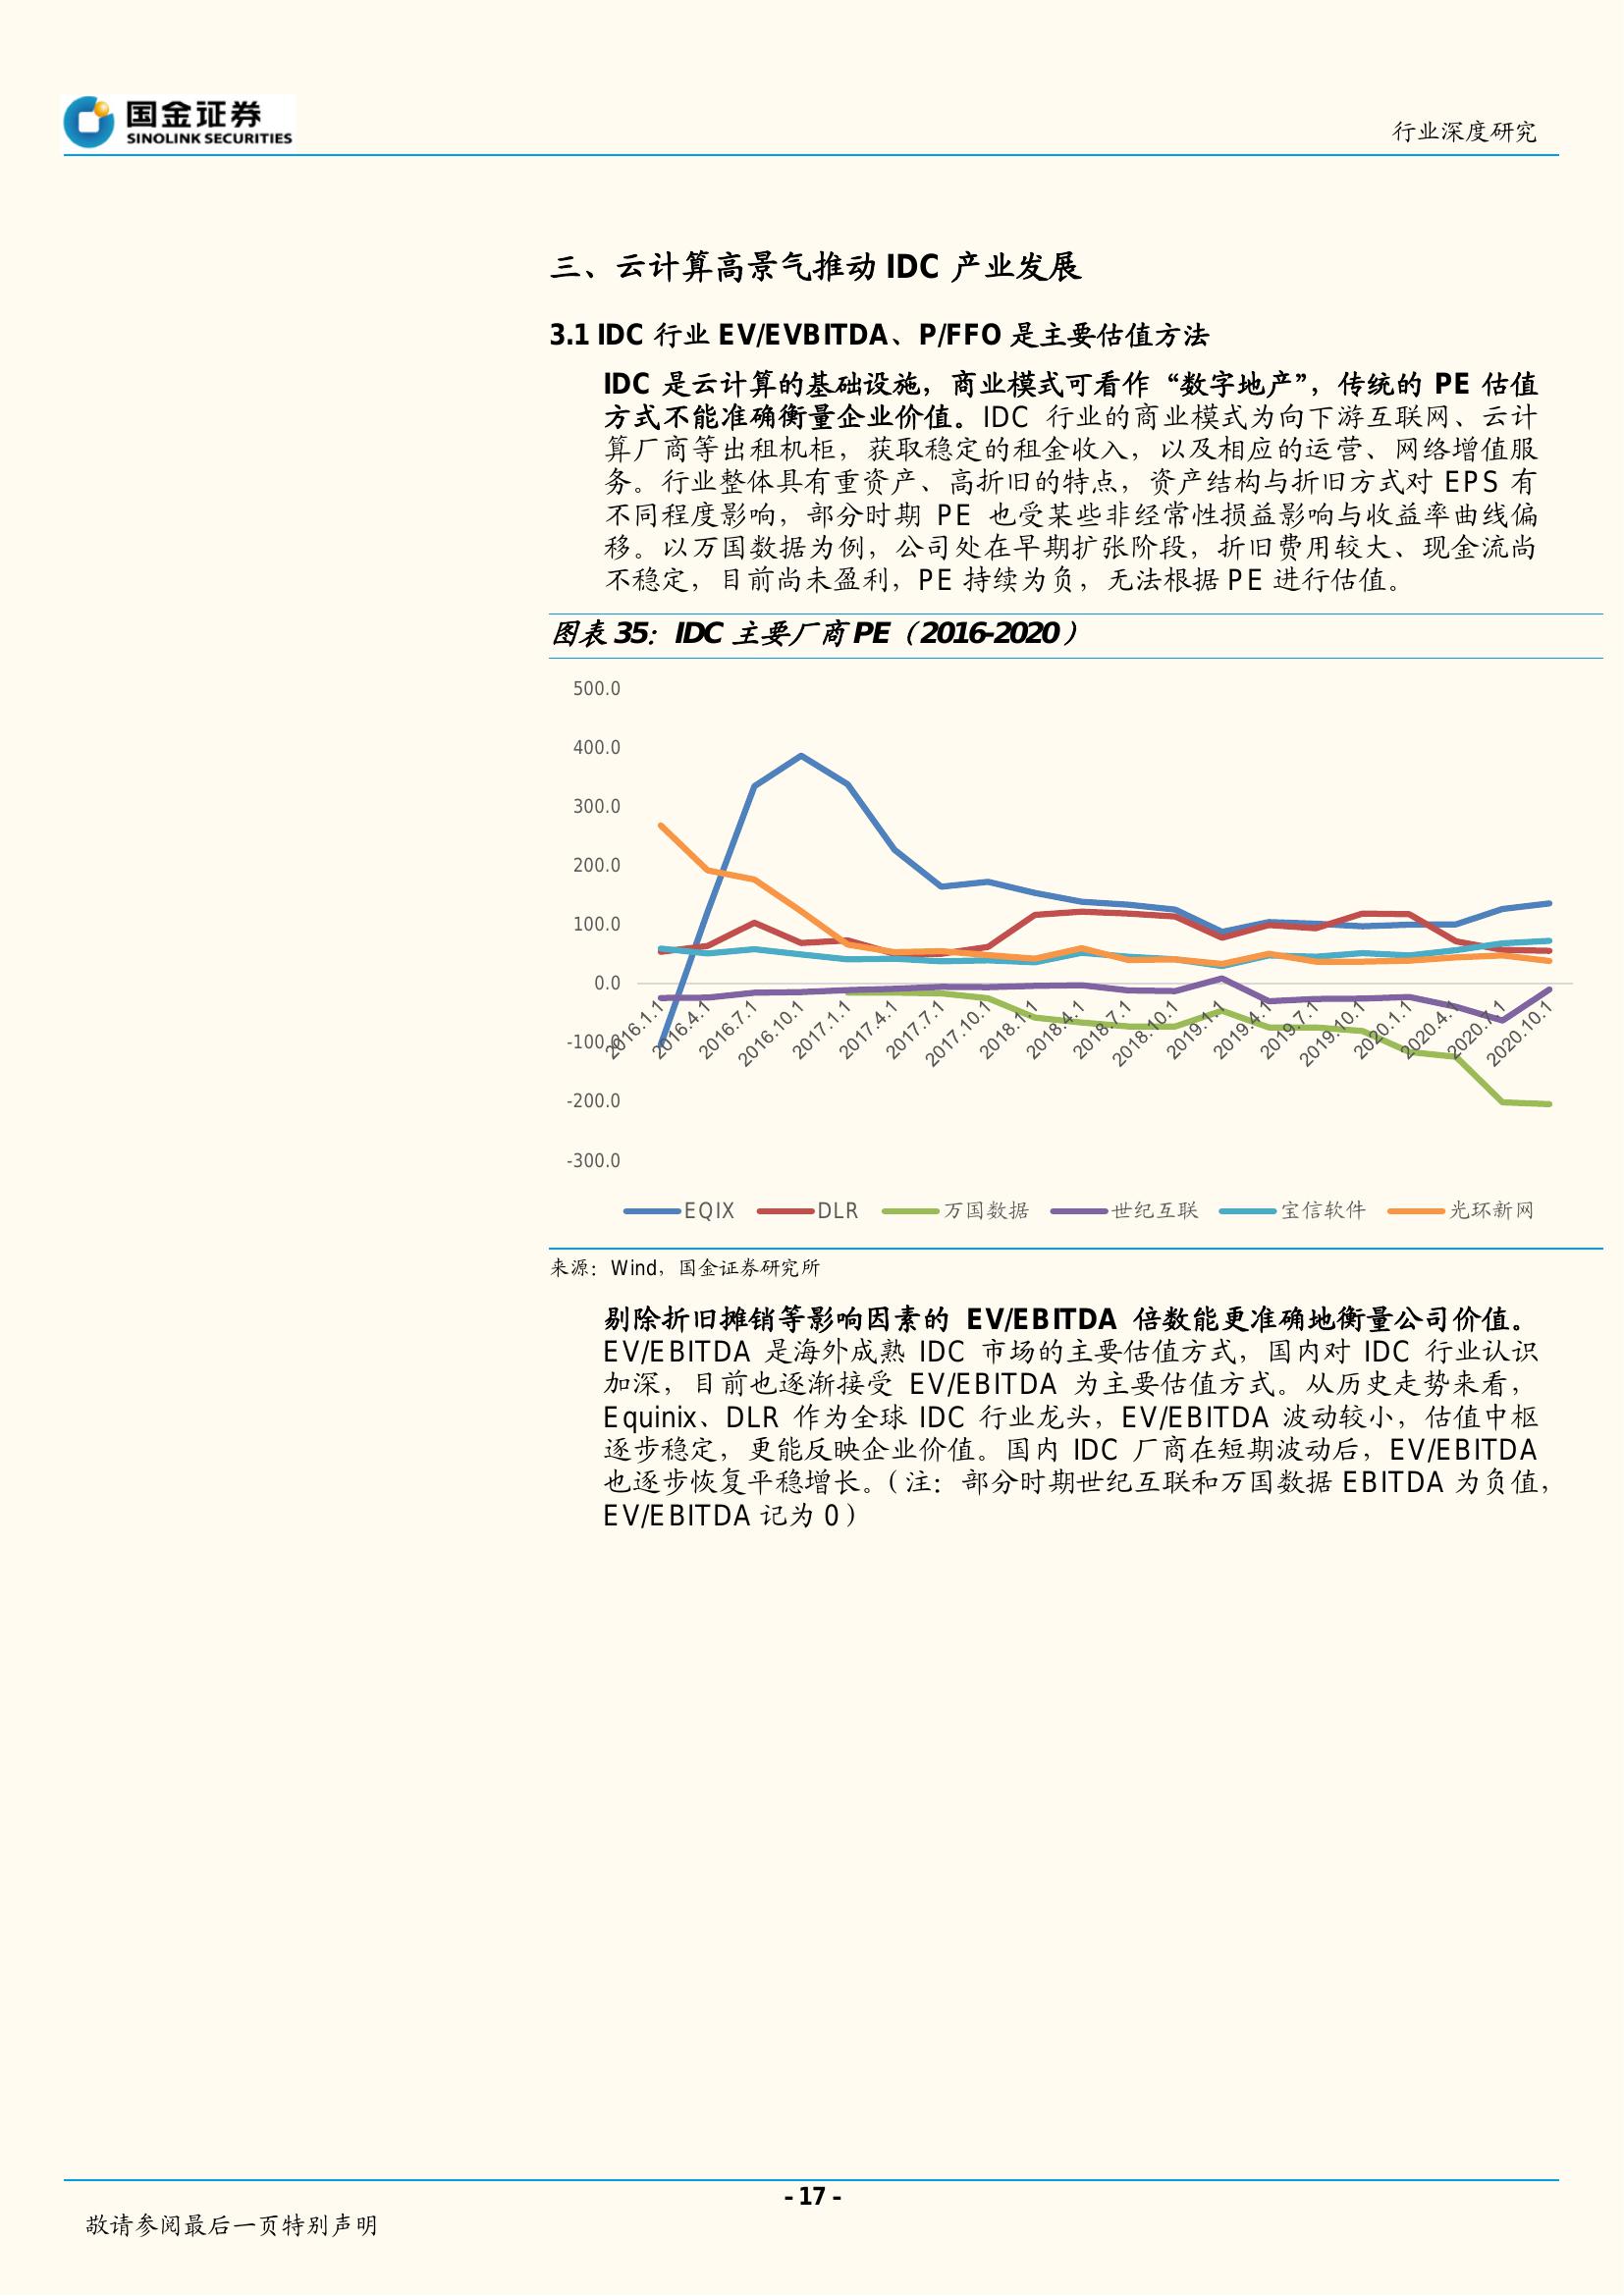 国金证券
SINOLINK SECURITIES
行业深度研究
三、云计算高景气推动 IDC 产业发展
3.1 IDC 行业 EV/EVBITDA、P/FFO 是主要估值方法
IDC 是云计算的基础设施，商业模式可看作“数字地产”，传统的 PE 估值
方式不能准确衡量企业价值。IDC 行业的商业模式为向下游互联网、云计
算厂商等出租机柜，获取稳定的租金收入，以及相应的运营、网络增值服
务。行业整体具有重资产、高折旧的特点，资产结构与折旧方式对 EPS 有
不同程度影响，部分时期 PE 也受某些非经常性损益影响与收益率曲线偏
移。以万国数据为例，公司处在早期扩张阶段，折旧费用较大、现金流尚
不稳定，目前尚未盈利，PE 持续为负，无法根据 PE 进行估值。
图表 35：IDC 主要厂商 PE（2016-2020）
500.0
400.0
300.0
200.0
100.0
0.0
-100.0
-200.0
-300.0
2016.1.1
2016.4.1
2016.7.1
2016.10.1
2017.1.1
2017.4.1
2017.7.1
2017.10.1
2018.1.1
2018.4.1
2018.7.1
2018.10.1
2019.1.1
2019.4.1
2019.7.1
2019.10.1
2020.1.1
2020.4.1
2020.7.1
2020.10.1
EQIX DLR 万国数据 世纪互联 宝信软件 光环新网
来源：Wind，国金证券研究所
剔除折旧摊销等影响因素的 EV/EBITDA 倍数能更准确地衡量公司价值。
EV/EBITDA 是海外成熟 IDC 市场的主要估值方式，国内对 IDC 行业认识
加深，目前也逐渐接受 EV/EBITDA 为主要估值方式。从历史走势来看，
Equinix、DLR 作为全球 IDC 行业龙头，EV/EBITDA 波动较小，估值中枢
逐步稳定，更能反映企业价值。国内 IDC 厂商在短期波动后，EV/EBITDA
也逐步恢复平稳增长。（注：部分时期世纪互联和万国数据 EBITDA 为负值，
EV/EBITDA 记为 0）
- 17 -
敬请参阅最后一页特别声明